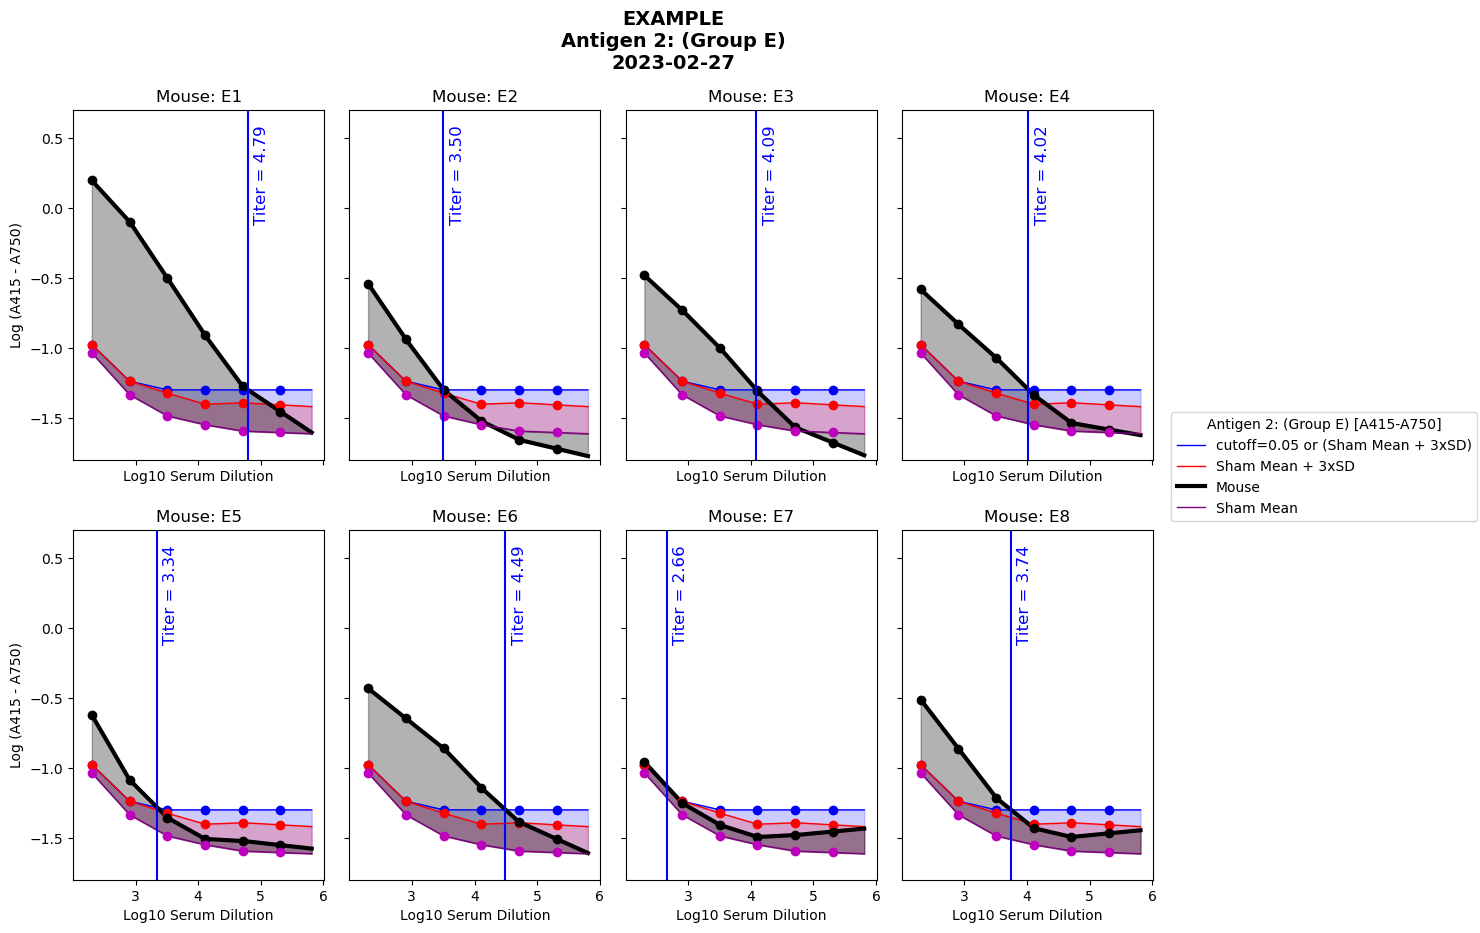 EXAMPLE
Antigen 2: (Group E)
2023-02-27
Mouse: E1
Mouse: E2
Mouse: E3
Mouse: E4
Titer = 4.79
Titer = 3.50
Titer = 4.09
Titer = 4.02
Log (A415 - A750)
0.5
0.0
−0.5
−1.0
−1.5
Log10 Serum Dilution
Log10 Serum Dilution
Log10 Serum Dilution
Log10 Serum Dilution
Antigen 2: (Group E) [A415-A750]
cutoff=0.05 or (Sham Mean + 3xSD)
Sham Mean + 3xSD
Mouse
Sham Mean
Mouse: E5
Mouse: E6
Mouse: E7
Mouse: E8
Titer = 3.34
Titer = 4.49
Titer = 2.66
Titer = 3.74
Log (A415 - A750)
0.5
0.0
−0.5
−1.0
−1.5
3 4 5 6
3 4 5 6
3 4 5 6
3 4 5 6
Log10 Serum Dilution
Log10 Serum Dilution
Log10 Serum Dilution
Log10 Serum Dilution